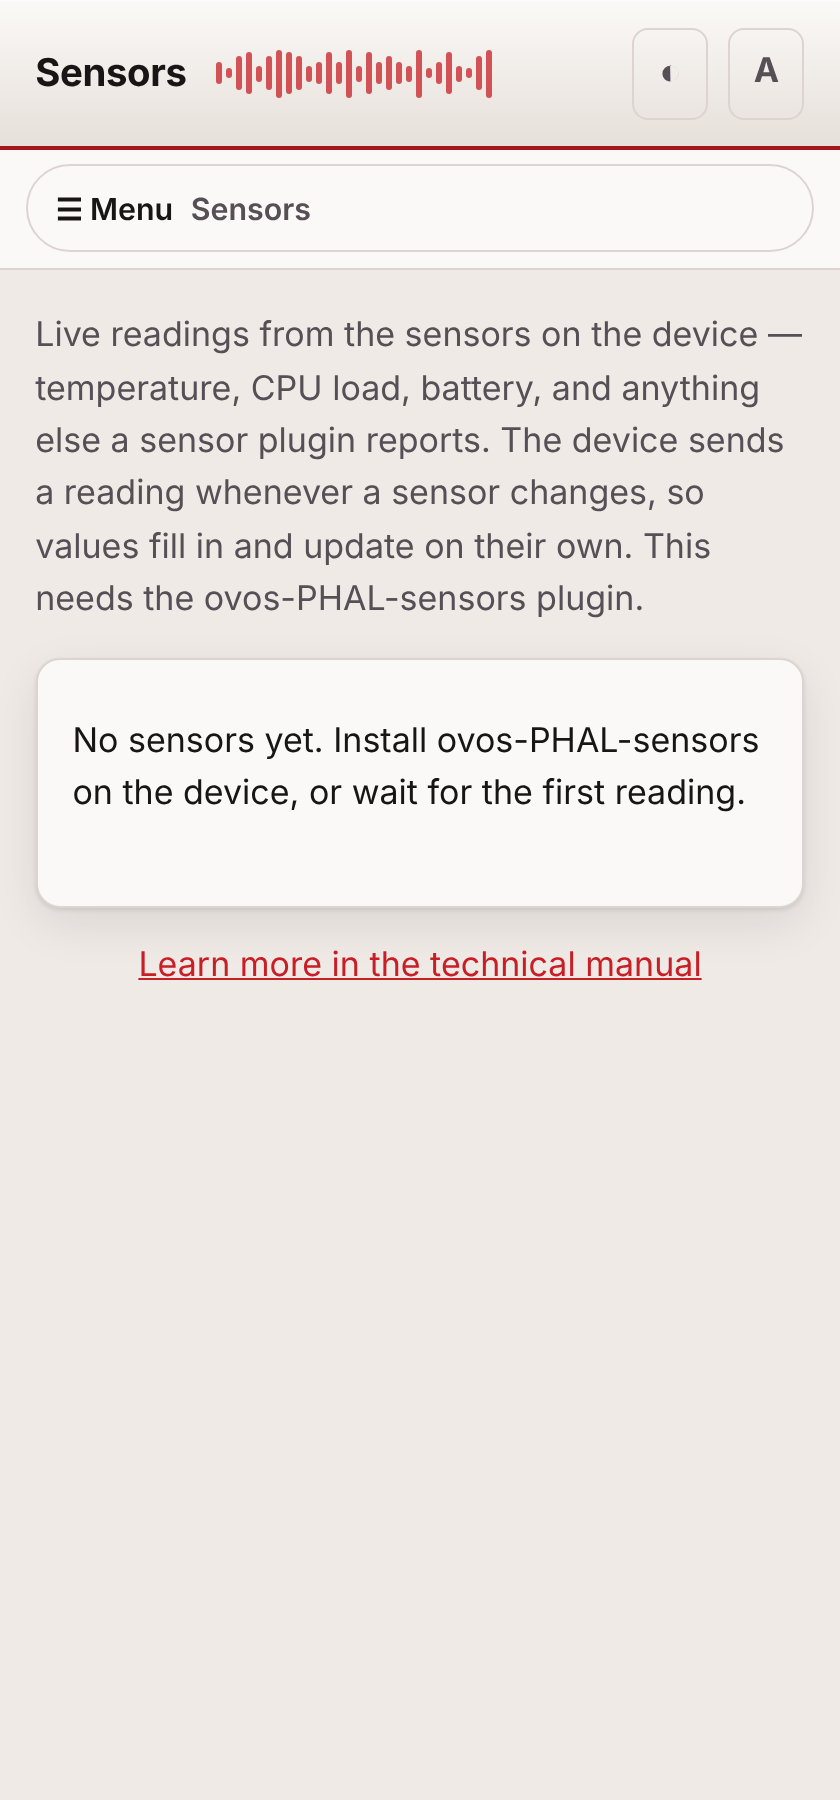 Sensors
A
☰ Menu Sensors
Live readings from the sensors on the device —
temperature, CPU load, battery, and anything
else a sensor plugin reports. The device sends
a reading whenever a sensor changes, so
values fill in and update on their own. This
needs the ovos-PHAL-sensors plugin.
No sensors yet. Install ovos-PHAL-sensors
on the device, or wait for the first reading.
Learn more in the technical manual